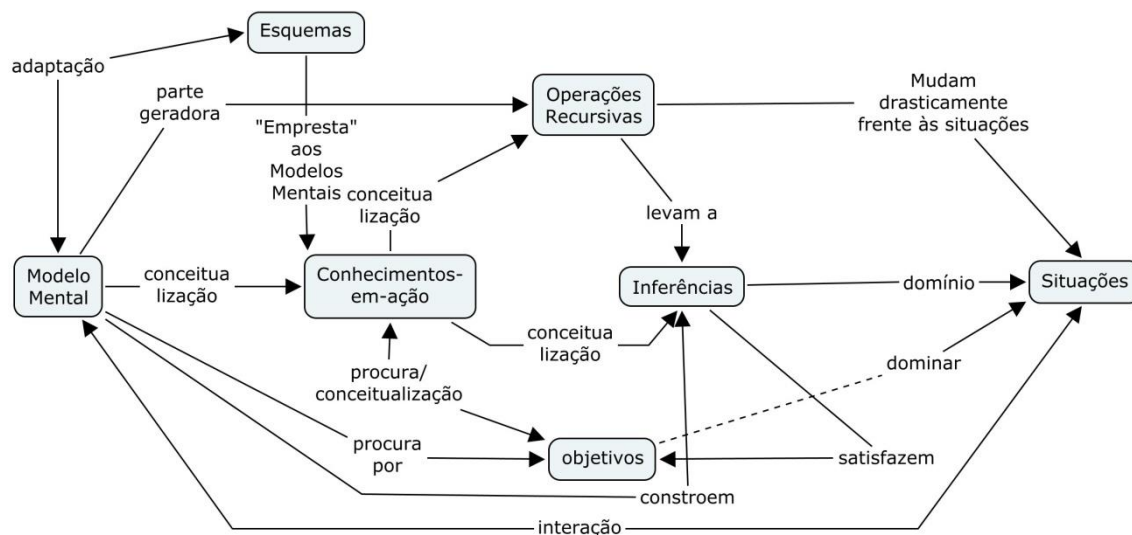 Esquemas
adaptação
parte
geradora
Operações
Recursivas
Mudam
drasticamente
frente às situações
"Empresta"
aos
Modelos
Mentais
conceitua
lização
levam a
Modelo
Mental
conceitua
lização
Conhecimentos-
em-ação
Inferências
domínio
Situações
conceitua
lização
procura/
conceitualização
dominar
procura
por
objetivos
satisfazem
constroem
interação